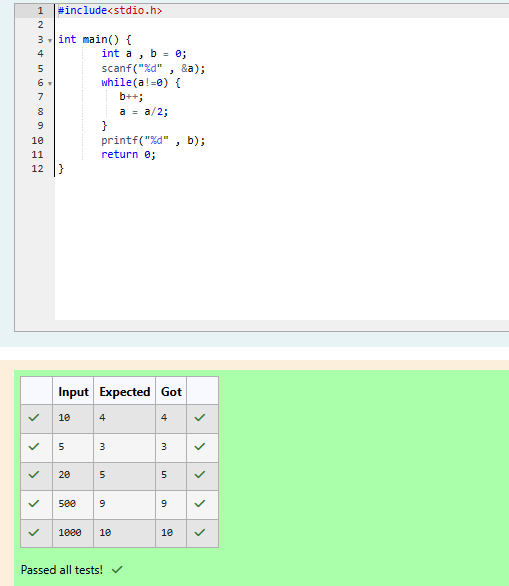 1 #include<stdio.h>
2
3 int main() {
4 int a , b = 0;
5 scanf("%d" , &a);
6 while(a!=0) {
7 b++;
8 a = a/2;
9 }
10 printf("%d" , b);
11 return 0;
12 }
Input Expected Got
10 4 4
5 3 3
20 5 5
500 9 9
1000 10 10
Passed all tests!